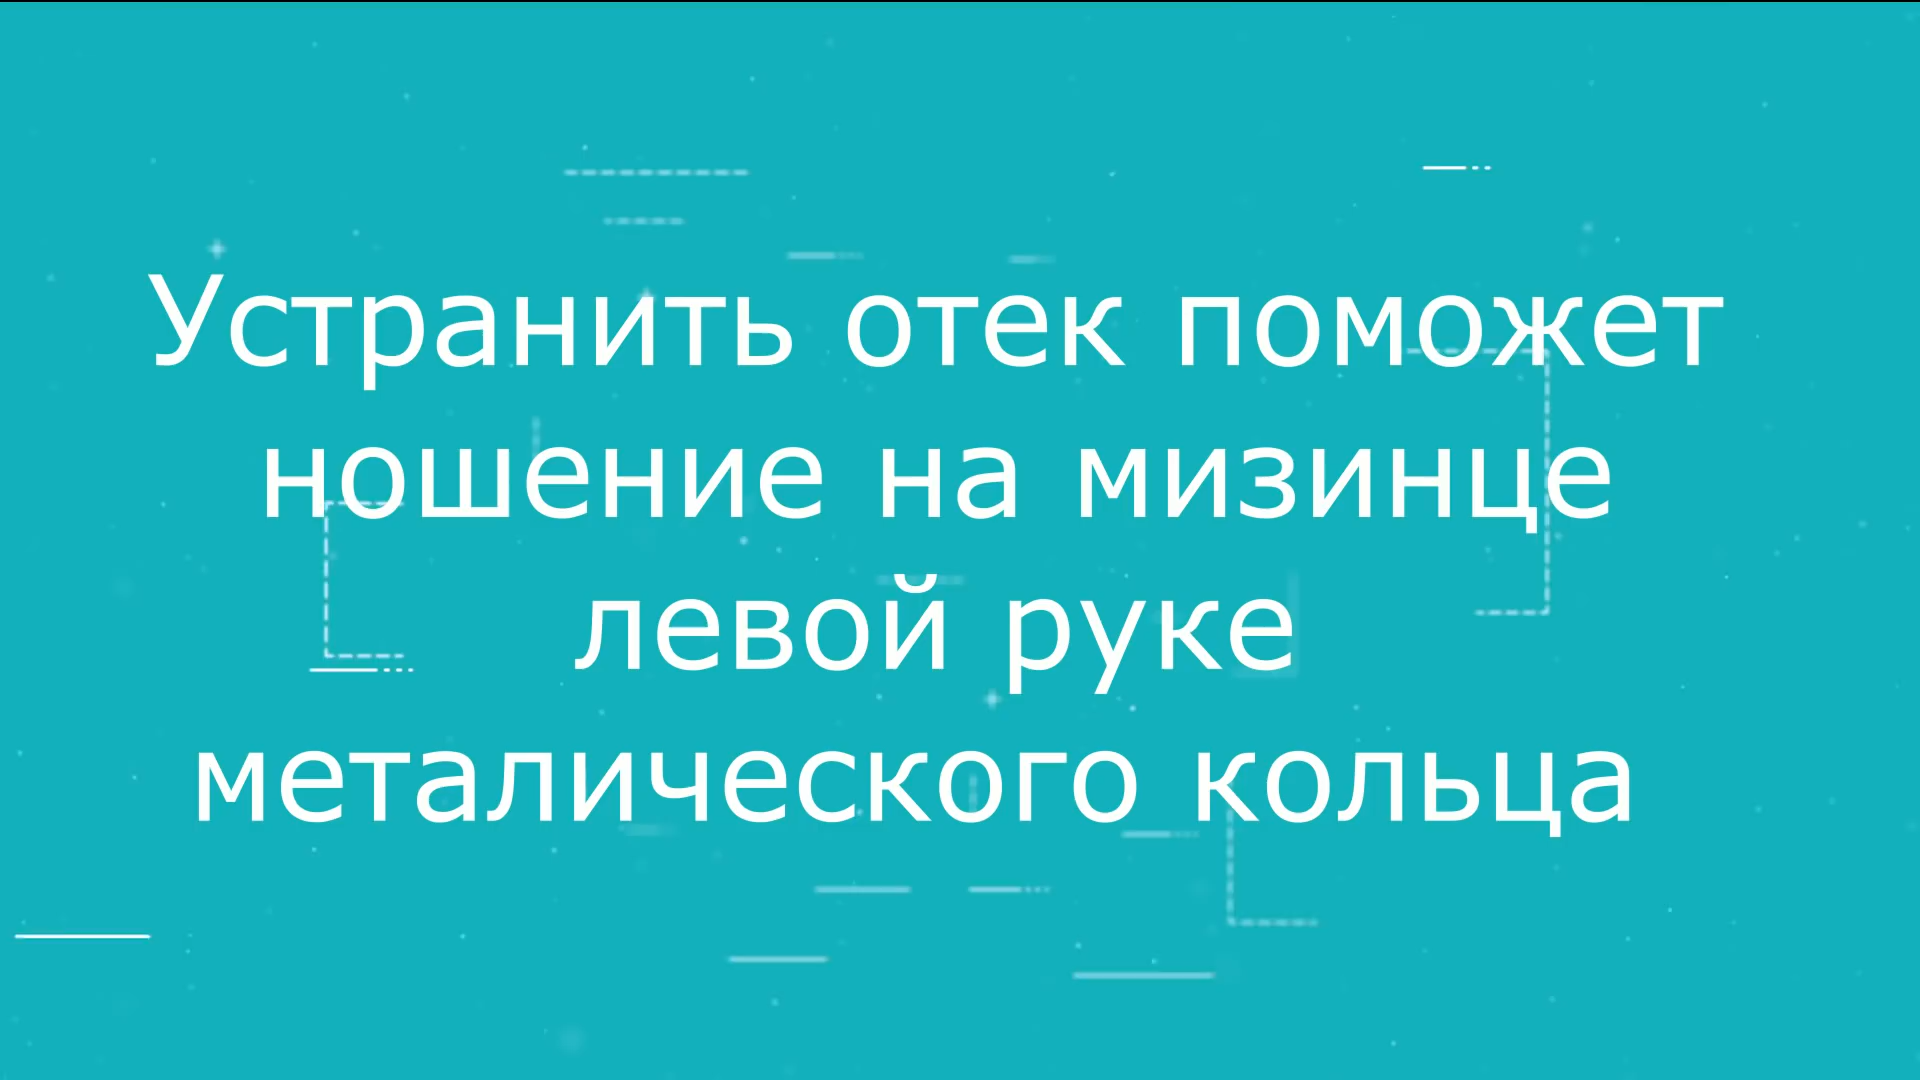 Устранить отек поможет
ношение на мизинце
левой руке
металического кольца